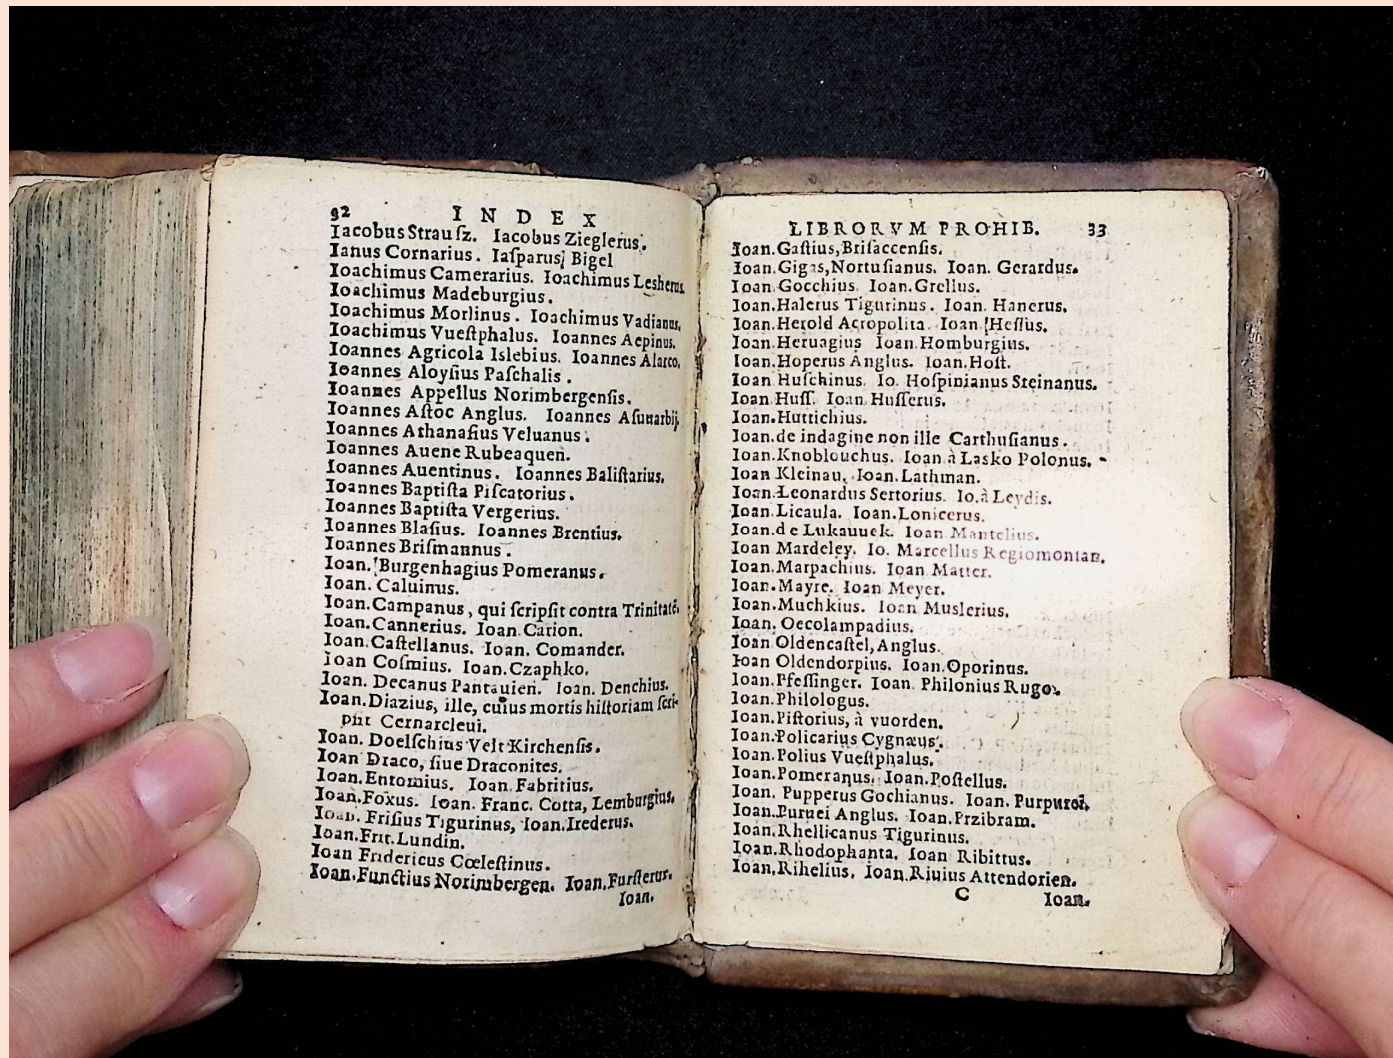 92
INDEX
Iacobus Strauſz. Iacobus Zieglerus.
Ianus Cornarius. Iaſparus, Bigel
Ioachimus Camerarius. Ioachimus Lesherus.
Ioachimus Madeburgius.
Ioachimus Morlinus. Ioachimus Vadianus,
Ioachimus Vueſtphalus. Ioannes Aepinus.
Ioannes Agricola Islebius. Ioannes Alarco,
Ioannes Aloyſius Paſchalis.
Ioannes Appellus Norimbergenſis.
Ioannes Aſtoc Anglus. Ioannes
Ioannes Athanaſius Veluanus.
Ioannes Auene Rubeaqueñ.
Ioannes Auentinus. Ioannes Baliſtarius,
Ioannes Baptiſta Piſcatorius.
Ioannes Baptiſta Vergerius.
Ioannes Blaſius. Ioannes Brentius,
Ioannes Briſmannus.
Ioan. Burgenhagius Pomeranus.
Ioan. Caluinus.
Ioan. Campanus, qui ſcripſit contra Trinitatē.
Ioan. Cannerius. Ioan. Carion.
Ioan. Caſtellanus. Ioan. Comander.
Ioan Coſmius. Ioan. Czaphko.
Ioan. Decanus Pantauień. Ioan. Denchius.
Ioan. Diazius, ille, cuius mortis hiſtoriam ſcri-
pſit Cernarcleui.
Ioan. Doelſchius Velt Kirchenſis.
Ioan Draco, ſiue Draconites.
Ioan. Entomius. Ioan Fabritius.
Ioan. Foxus. Ioan. Franc. Cotta, Lemburgius.
Ioan. Friſius Tigurinus, Ioan. Irederus.
Ioan. Frit. Lundin.
Ioan Fridericus Cœleſtinus.
Ioan. Functius Norimbergen. Ioan, Furſterus.
Ioan.
LIBRORVM PROHIB. 33
Ioan. Gaſtius, Briſaccenſis.
Ioan. Gigas, Nortuſianus. Ioan. Gerardus.
Ioan. Gocchius. Ioan. Grellus.
Ioan. Halerus Tigurinus. Ioan. Hanerus.
Ioan. Herold Acropolita. Ioan. Heſſus.
Ioan. Heruagius Ioan. Homburgius.
Ioan. Hoperus Anglus. Ioan. Hoſt.
Ioan Huſchinus. Io. Hoſpinianus Steinanus.
Ioan. Huſſ. Ioan Huſſerus.
Ioan. Huttichius.
Ioan. de indagine non ille Carthuſianus.
Ioan. Knoblouchus. Ioan à Lasko Polonus.
Ioan Kleinau. Ioan. Lathman.
Ioan. Leonardus Sertorius. Io. à Leydis.
Ioan. Licaula. Ioan. Lonicerus.
Ioan. de Lukauuek. Ioan Mantelius.
Ioan Mardeley. Io. Marcellus Regiomontan.
Ioan. Marpachius. Ioan Matter.
Ioan. Mayre. Ioan Meyer.
Ioan. Muchkius. Ioan Muslerius.
Ioan. Oecolampadius.
Ioan Oldencaſtel, Anglus.
Ioan Oldendorpius. Ioan. Oporinus.
Ioan. Pfeſſinger. Ioan. Philonius Rugo.
Ioan. Philologus.
Ioan. Piſtorius, à vuorden.
Ioan. Policarius Cygnæus.
Ioan. Polius Vueſtphalus.
Ioan. Pomeranus. Ioan. Poſtellus.
Ioan. Pupperus Gochianus. Ioan.
Ioan. Puruei Anglus. Ioan. Przibram.
Ioan. Rhellicanus Tigurinus.
Ioan. Rhodophanta. Ioan Ribittus.
Ioan. Rihelius. Ioan. Riuius Attendorień.
C Ioan.